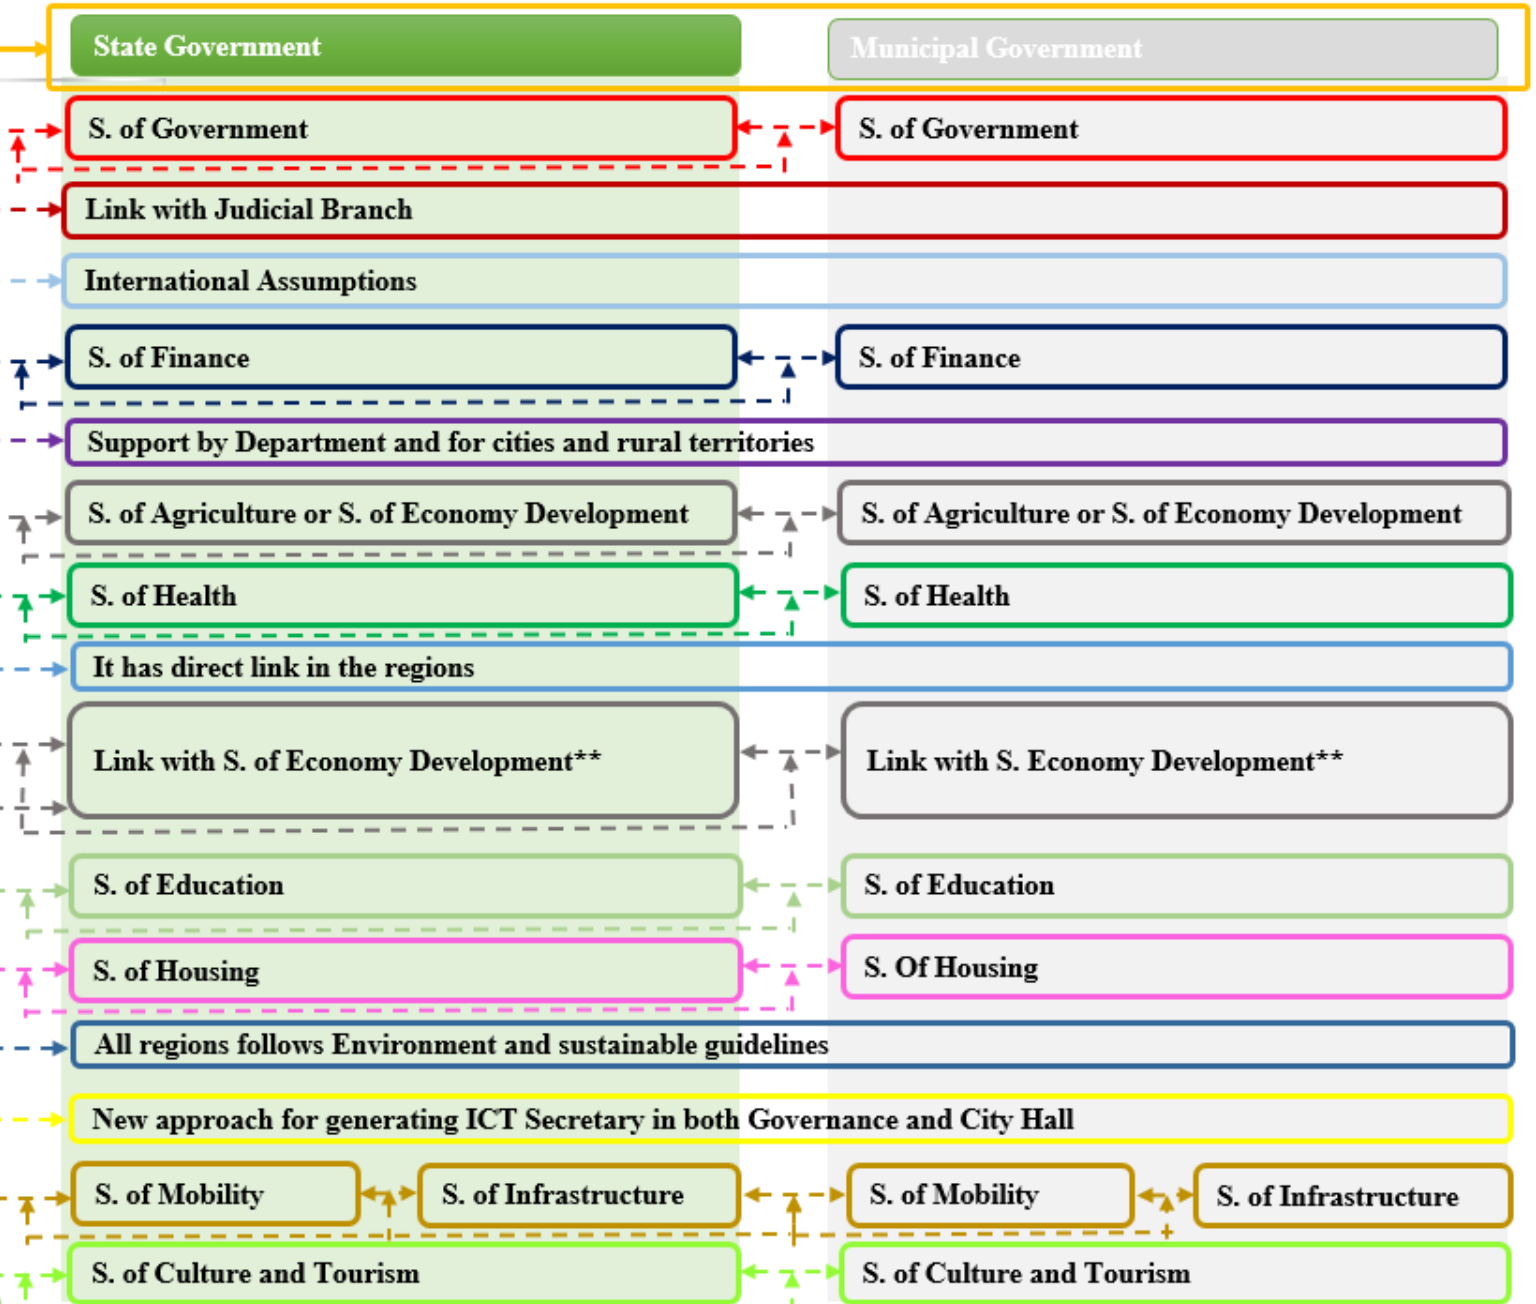 State Government
Municipal Government
S. of Government
S. of Government
Link with Judicial Branch
International Assumptions
S. of Finance
S. of Finance
Support by Department and for cities and rural territories
S. of Agriculture or S. of Economy Development
S. of Agriculture or S. of Economy Development
S. of Health
S. of Health
It has direct link in the regions
Link with S. of Economy Development**
Link with S. Economy Development**
S. of Education
S. of Education
S. of Housing
S. Of Housing
All regions follows Environment and sustainable guidelines
New approach for generating ICT Secretary in both Governance and City Hall
S. of Mobility
S. of Infrastructure
S. of Mobility
S. of Infrastructure
S. of Culture and Tourism
S. of Culture and Tourism